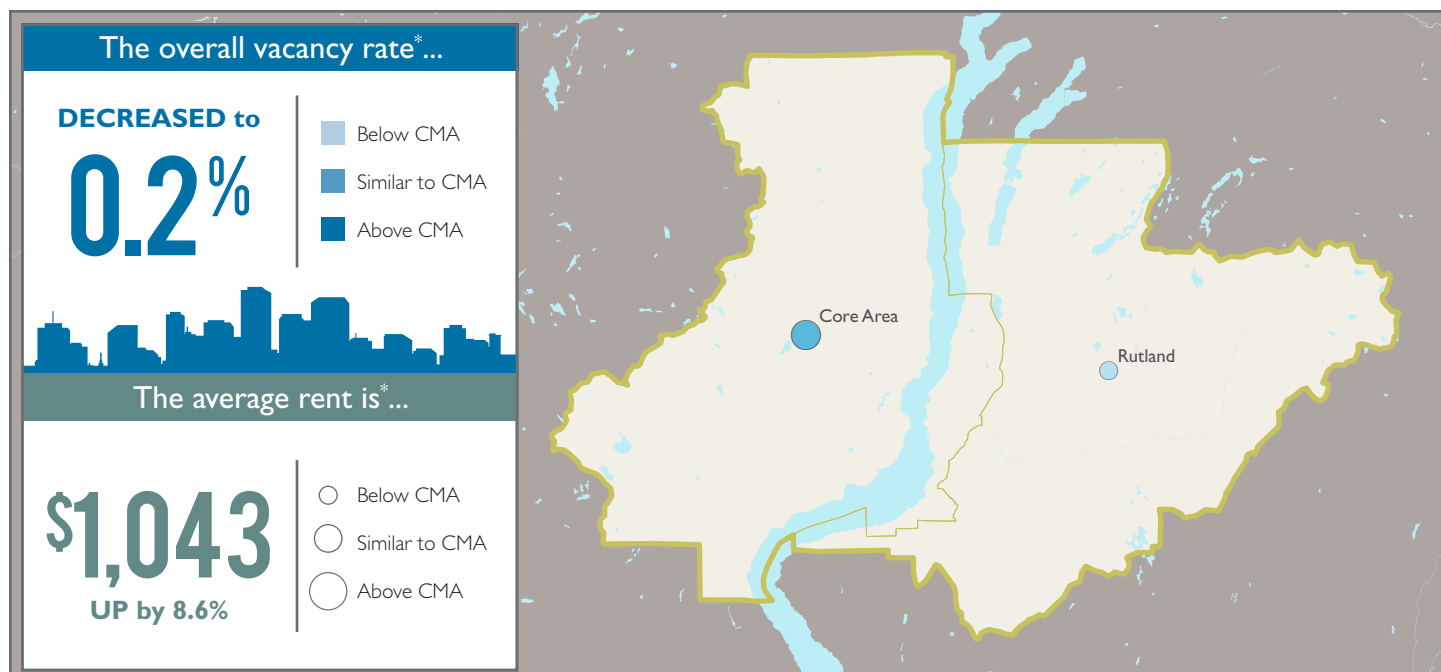 The overall vacancy rate*...
DECREASED to
0.2%
Below CMA
Similar to CMA
Above CMA
The average rent is*...
$1,043
UP by 8.6%
Below CMA
Similar to CMA
Above CMA
Core Area
Rutland